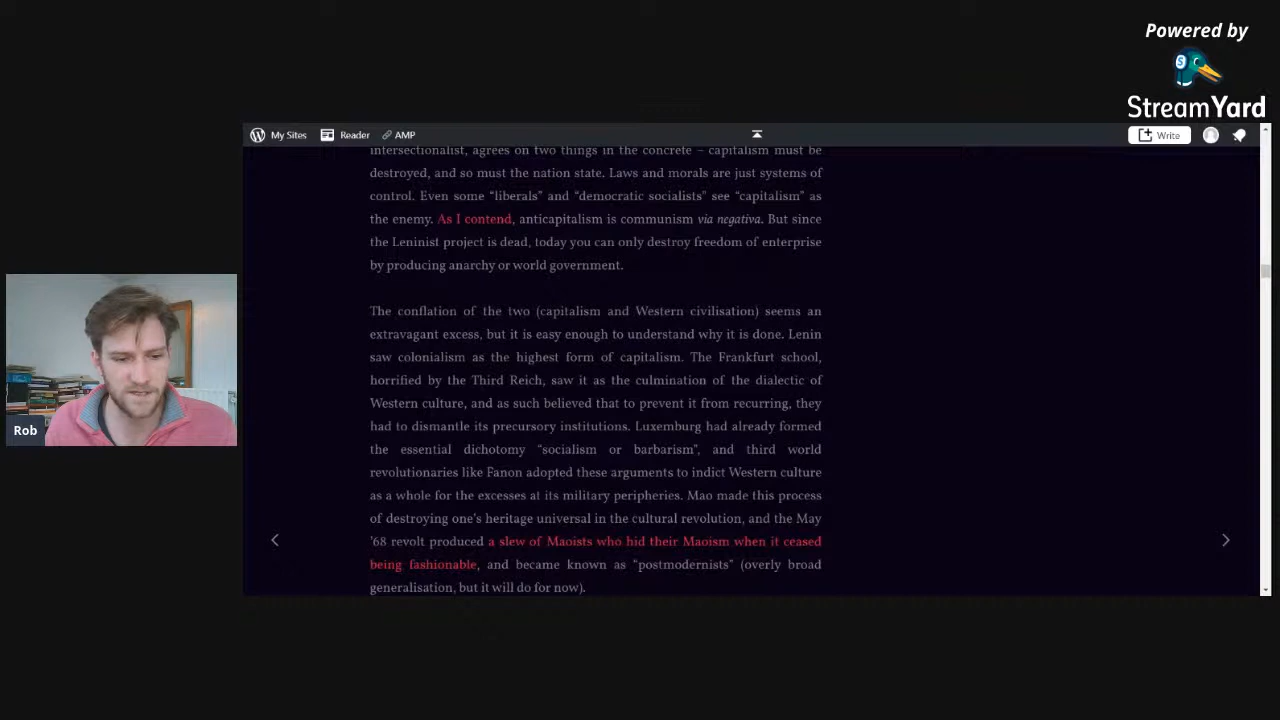 Powered by
StreamYard
My Sites Reader AMP Write
intersectionalist, agrees on two things in the concrete – capitalism must be
destroyed, and so must the nation state. Laws and morals are just systems of
control. Even some “liberals” and “democratic socialists” see “capitalism” as
the enemy. As I contend, anticapitalism is communism via negativa. But since
the Leninist project is dead, today you can only destroy freedom of enterprise
by producing anarchy or world government.
The conflation of the two (capitalism and Western civilisation) seems an
extravagant excess, but it is easy enough to understand why it is done. Lenin
saw colonialism as the highest form of capitalism. The Frankfurt school,
horrified by the Third Reich, saw it as the culmination of the dialectic of
Western culture, and as such believed that to prevent it from recurring, they
had to dismantle its precursory institutions. Luxemburg had already formed
the essential dichotomy “socialism or barbarism”, and third world
revolutionaries like Fanon adopted these arguments to indict Western culture
as a whole for the excesses at its military peripheries. Mao made this process
of destroying one’s heritage universal in the cultural revolution, and the May
’68 revolt produced a slew of Maoists who hid their Maoism when it ceased
being fashionable, and became known as “postmodernists” (overly broad
generalisation, but it will do for now).
Rob